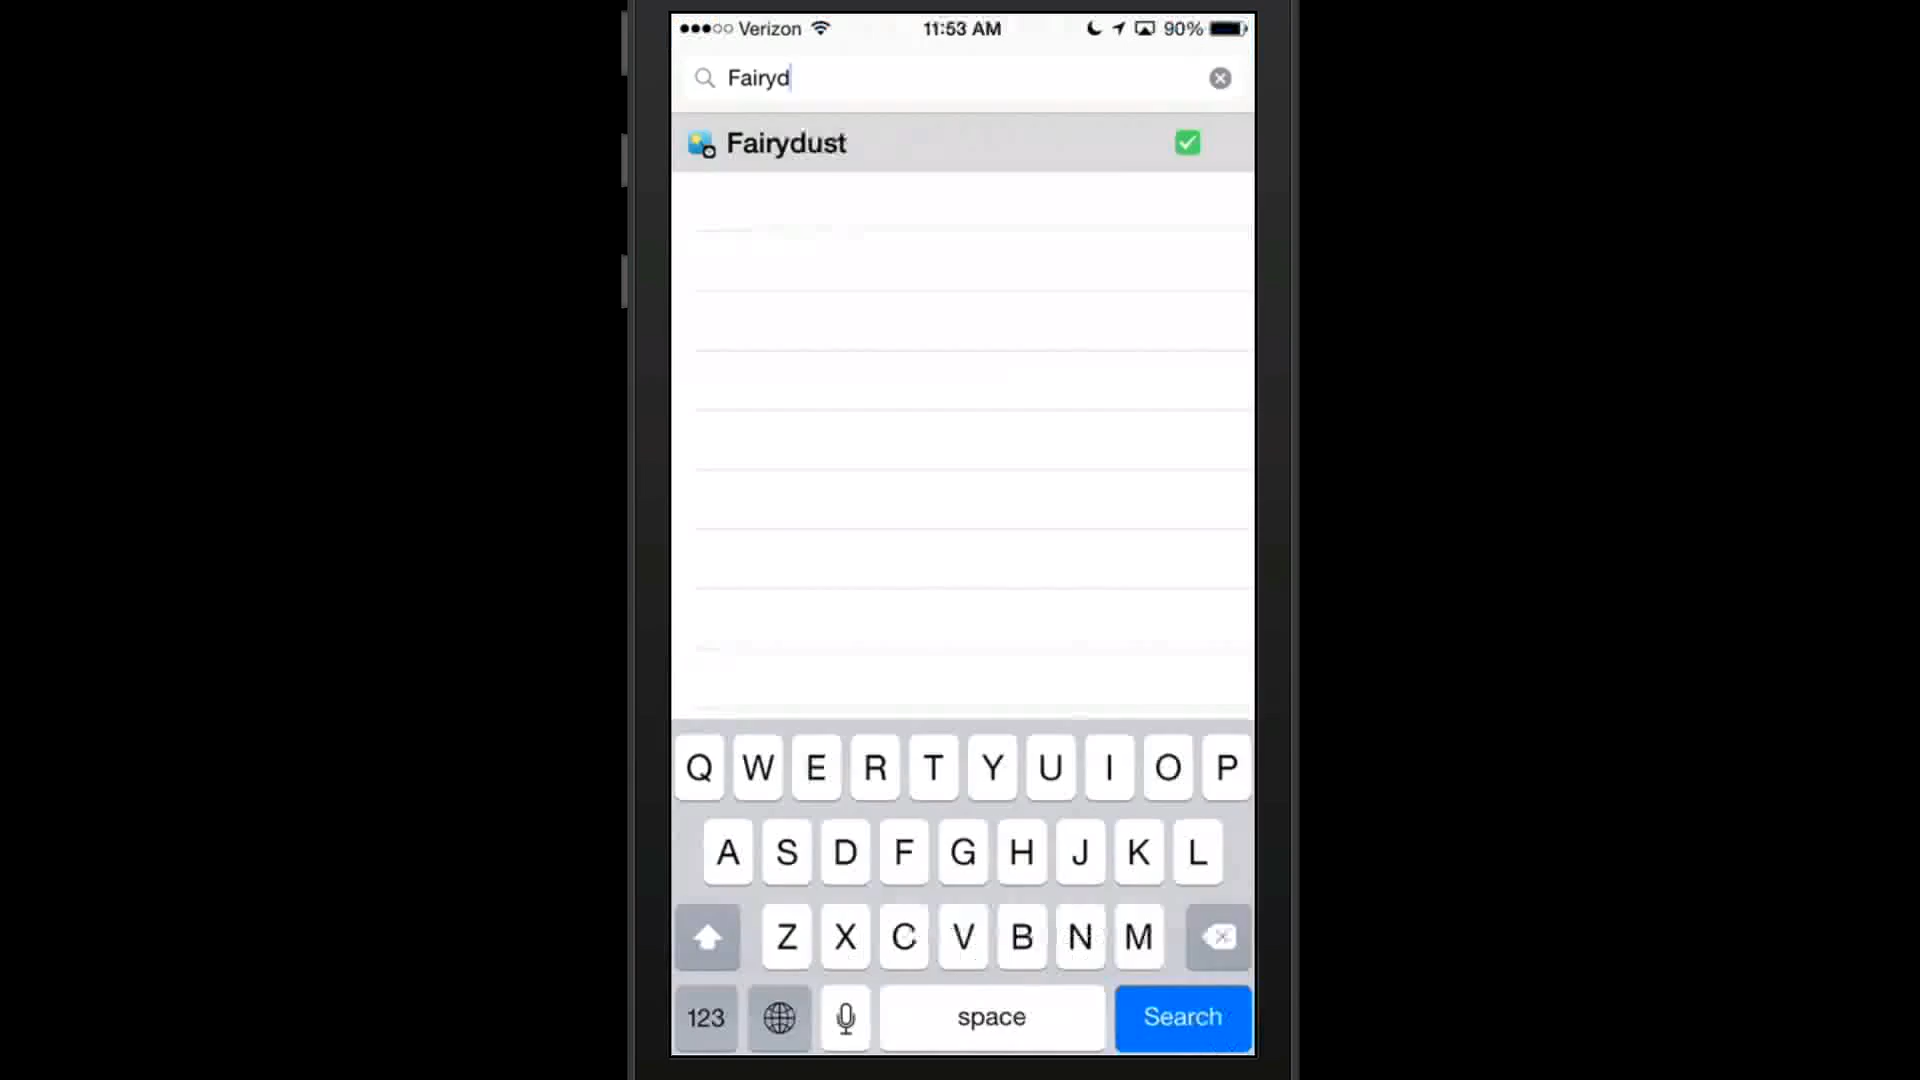 Verizon 11:53 AM 90%
Fairyd
Fairydust
Q W E R T Y U I O P
A S D F G H J K L
Z X C V B N M
123 space Search